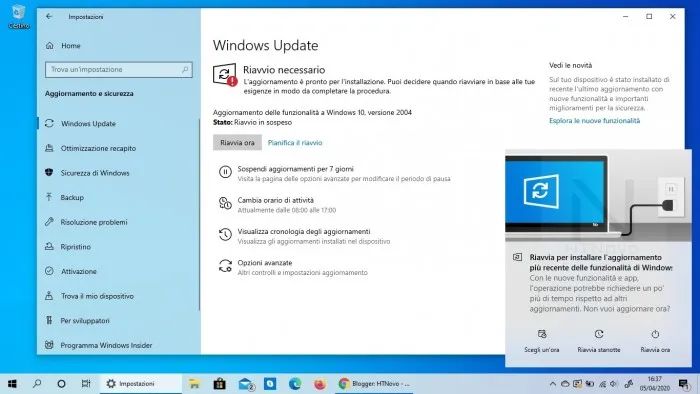 Cestino
Impostazioni
Home
Trova un'impostazione
Aggiornamento e sicurezza
Windows Update
Ottimizzazione recapito
Sicurezza di Windows
Backup
Risoluzione problemi
Ripristino
Attivazione
Trova il mio dispositivo
Per sviluppatori
Programma Windows Insider
Windows Update
Riavvio necessario
L'aggiornamento è pronto per l'installazione. Puoi decidere quando riavviare in base alle tue
esigenze in modo da completare la procedura.
Aggiornamento delle funzionalità a Windows 10, versione 2004
Stato: Riavvio in sospeso
Riavvia ora
Pianifica il riavvio
Sospendi aggiornamenti per 7 giorni
Visita la pagina delle opzioni avanzate per modificare il periodo di pausa
Cambia orario di attività
Attualmente dalle 08:00 alle 17:00
Visualizza cronologia degli aggiornamenti
Visualizza gli aggiornamenti installati nel dispositivo
Opzioni avanzate
Altri controlli e impostazioni aggiornamento
Vedi le novità
Sul tuo dispositivo è stato installato di
recente l'ultimo aggiornamento con
nuove funzionalità e importanti
miglioramenti per la sicurezza.
Esplora le nuove funzionalità
HTNovo
Riavvia per installare l'aggiornamento
più recente delle funzionalità di Windows
Con le nuove funzionalità e app,
l'operazione potrebbe richiedere un po'
più di tempo rispetto ad altri
aggiornamenti. Non vuoi aggiornare ora?
Scegli un'ora
Riavvia stanotte
Riavvia ora
Impostazioni
2
Blogger: HTNovo - ...
16:37
05/04/2020